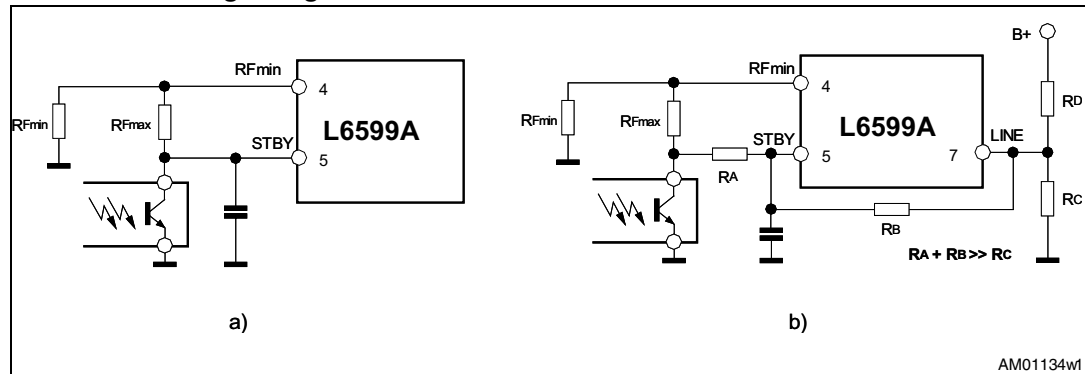 RFmin
4
RFmin
RFmax
L6599A
STBY
5
a)
B+
RFmin
4
RD
RFmin
RFmax
L6599A
STBY
LINE
5
7
RA
RC
RB
RA + RB >> RC
b)
AM01134w1